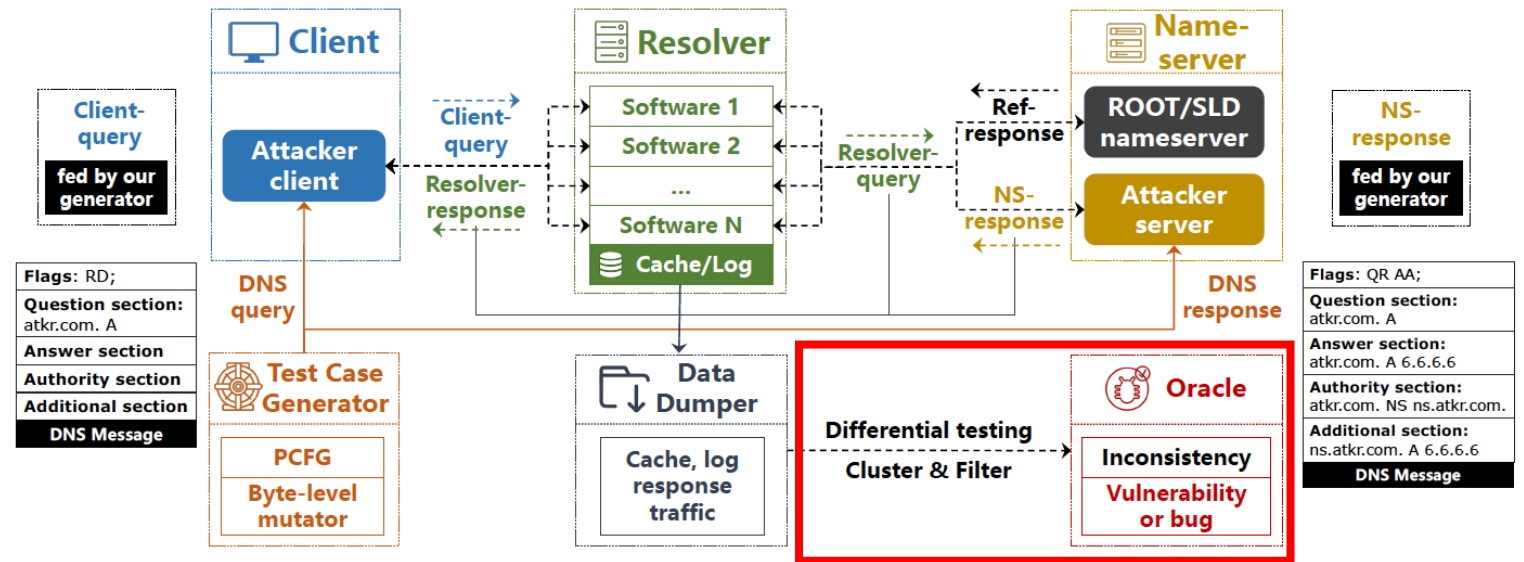 Client
Resolver
Name-
server
Client-
query
fed by our
generator
Attacker
client
Client-
query
Resolver-
response
Software 1
Software 2
...
Software N
Cache/Log
Resolver-
query
Ref-
response
NS-
response
ROOT/SLD
nameserver
Attacker
server
NS-
response
fed by our
generator
Flags: RD;
Question section:
atkr.com. A
Answer section
Authority section
Additional section
DNS Message
DNS
query
DNS
response
Test Case
Generator
PCFG
Byte-level
mutator
Data
Dumper
Cache, log
response
traffic
Differential testing
Cluster & Filter
Oracle
Inconsistency
Vulnerability
or bug
Flags: QR AA;
Question section:
atkr.com. A
Answer section:
atkr.com. A 6.6.6.6
Authority section:
atkr.com. NS ns.atkr.com.
Additional section:
ns.atkr.com. A 6.6.6.6
DNS Message